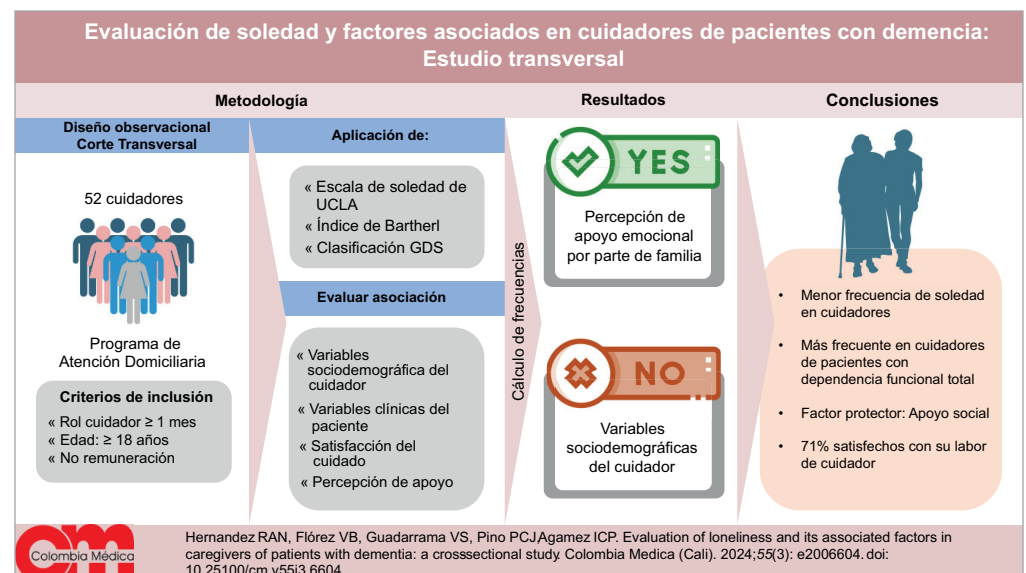 Evaluación de soledad y factores asociados en cuidadores de pacientes con demencia:
Estudio transversal
Metodología
Resultados
Conclusiones
Diseño observacional
Corte Transversal
52 cuidadores
Programa de
Atención Domiciliaria
Criterios de inclusión
« Rol cuidador ≥ 1 mes
« Edad: ≥ 18 años
« No remuneración
Aplicación de:
« Escala de soledad de
UCLA
« Índice de Bartherl
« Clasificación GDS
Evaluar asociación
« Variables
sociodemográfica del
cuidador
« Variables clínicas del
paciente
« Satisfacción del
cuidado
« Percepción de apoyo
Cálculo de frecuencias
YES
Percepción de
apoyo emocional
por parte de familia
NO
Variables
sociodemográficas
del cuidador
• Menor frecuencia de soledad
en cuidadores
• Más frecuente en cuidadores
de pacientes con
dependencia funcional total
• Factor protector: Apoyo social
• 71% satisfechos con su labor
de cuidador
cm
Colombia Médica
Hernandez RAN, Flórez VB, Guadarrama VS, Pino PCJ,Agamez ICP. Evaluation of loneliness and its associated factors in
caregivers of patients with dementia: a crosssectional study. Colombia Medica (Cali). 2024;55(3): e2006604. doi:
10.25100/cm.v55i3.6604